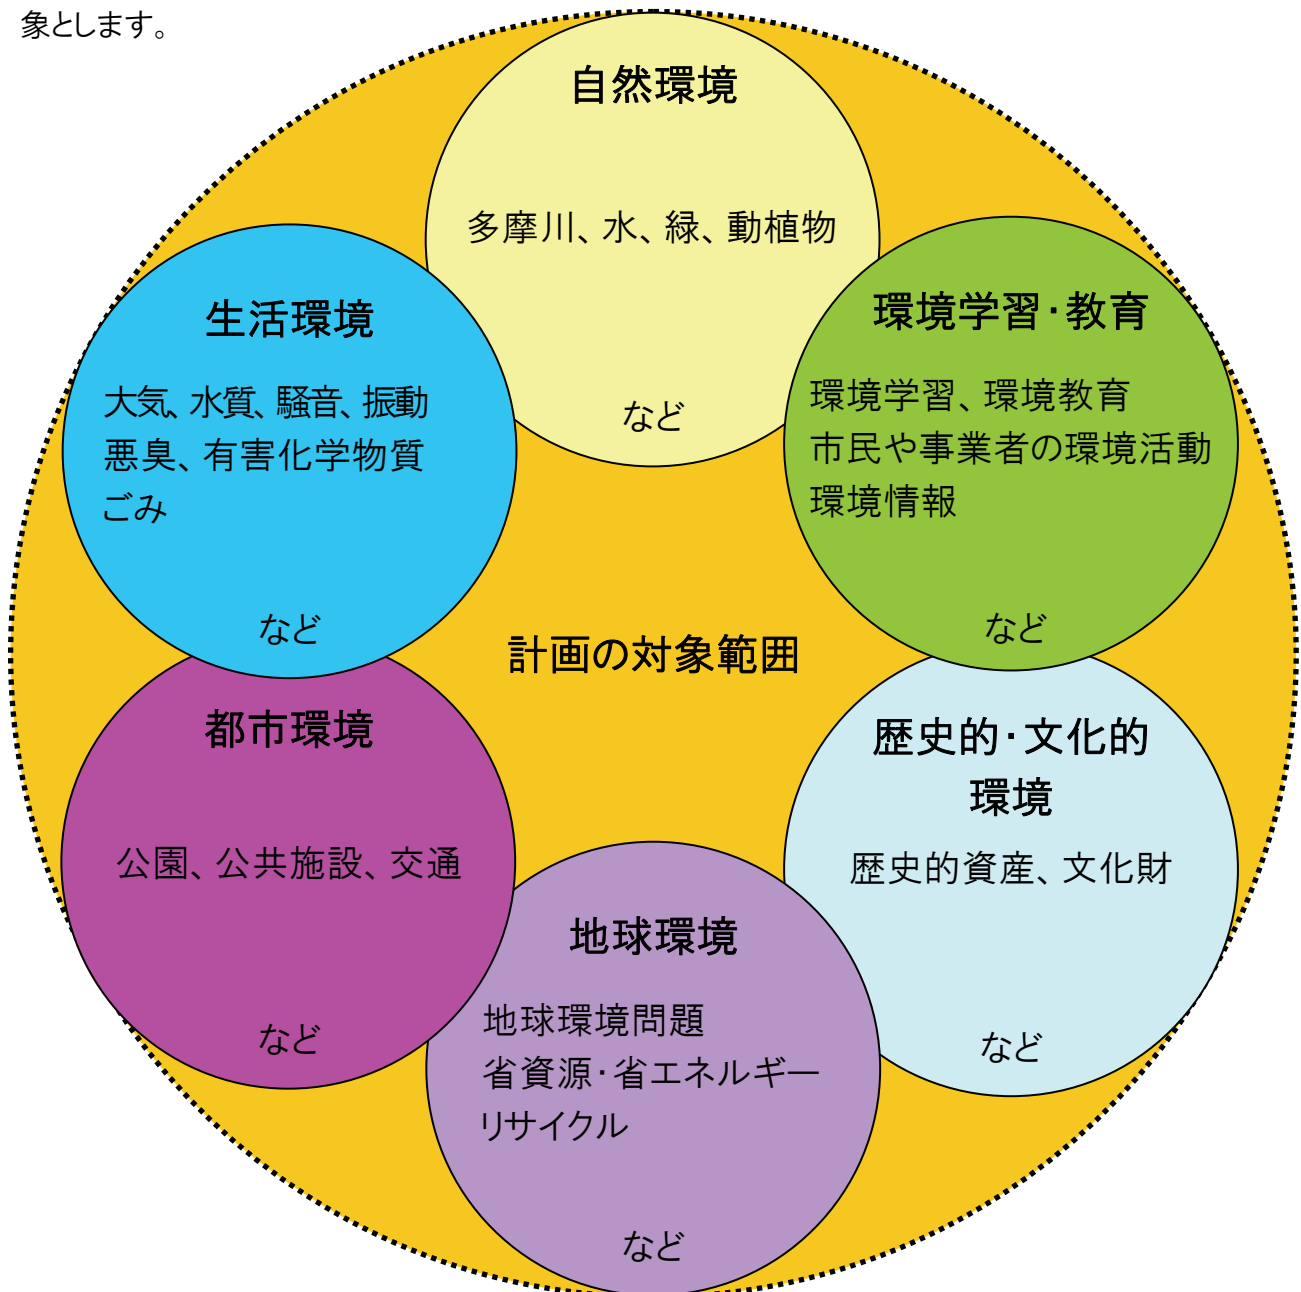 象とします。
自然環境
多摩川、水、緑、動植物
など
生活環境
大気、水質、騒音、振動
悪臭、有害化学物質
ごみ
など
環境学習・教育
環境学習、環境教育
市民や事業者の環境活動
環境情報
など
計画の対象範囲
都市環境
公園、公共施設、交通
など
歴史的・文化的
環境
歴史的資産、文化財
など
地球環境
地球環境問題
省資源・省エネルギー
リサイクル
など